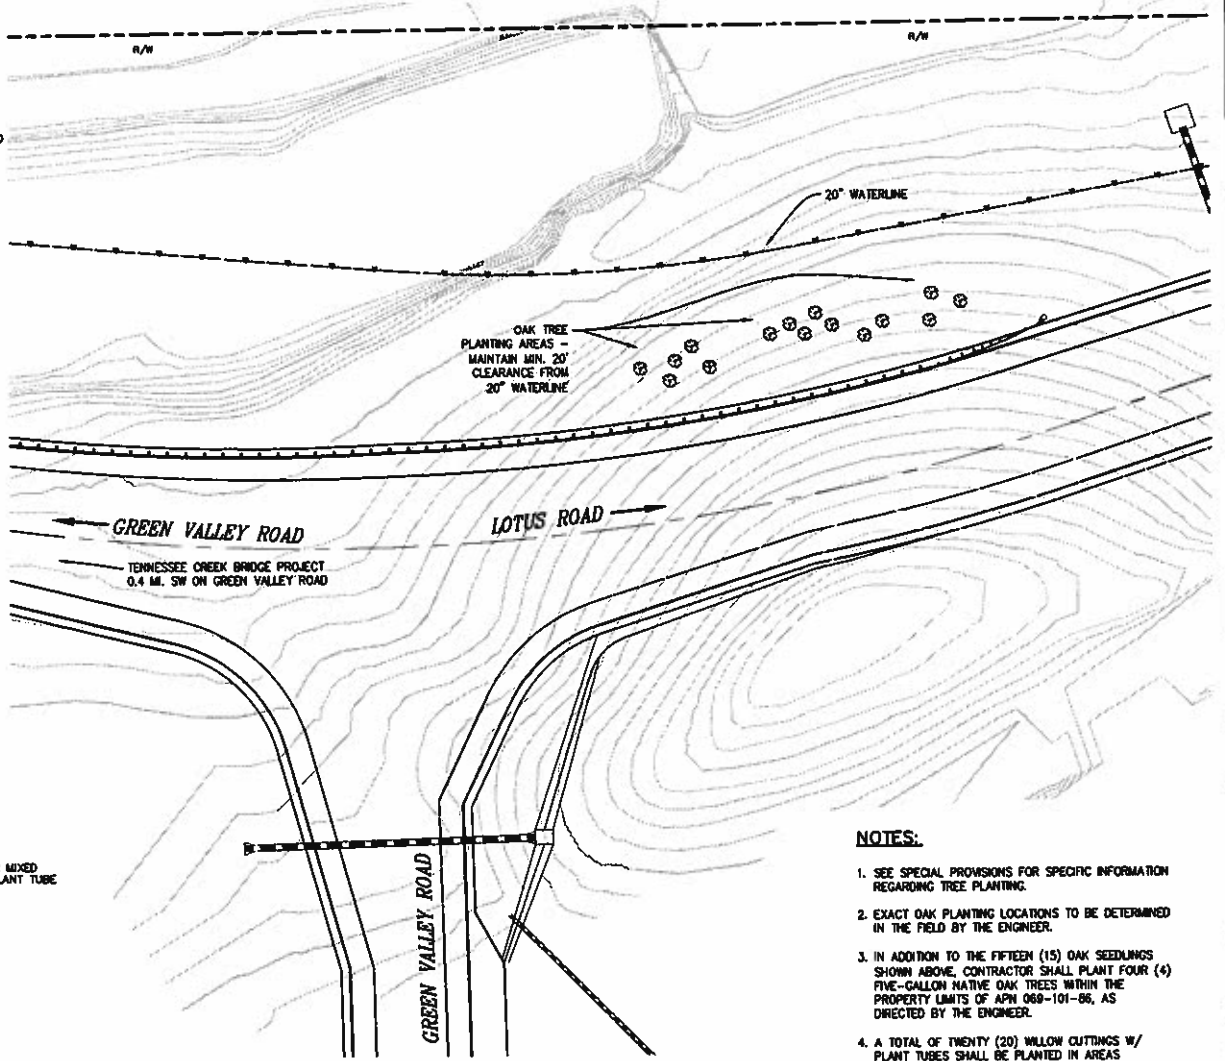 R/W
R/W
20" WATERLINE
OAK TREE
PLANTING AREAS -
MAINTAIN MIN. 20'
CLEARANCE FROM
20" WATERLINE
GREEN VALLEY ROAD
LOTUS ROAD
TENNESSEE CREEK BRIDGE PROJECT
0.4 MI. SW ON GREEN VALLEY ROAD
MIXED
PLANT TUBE
GREEN VALLEY ROAD
NOTES:
1. SEE SPECIAL PROVISIONS FOR SPECIFIC INFORMATION
REGARDING TREE PLANTING.
2. EXACT OAK PLANTING LOCATIONS TO BE DETERMINED
IN THE FIELD BY THE ENGINEER.
3. IN ADDITION TO THE FIFTEEN (15) OAK SEEDLINGS
SHOWN ABOVE, CONTRACTOR SHALL PLANT FOUR (4)
FIVE-GALLON NATIVE OAK TREES WITHIN THE
PROPERTY LIMITS OF APN 069-101-86, AS
DIRECTED BY THE ENGINEER.
4. A TOTAL OF TWENTY (20) WILLOW CUTTINGS W/
PLANT TUBES SHALL BE PLANTED IN AREAS